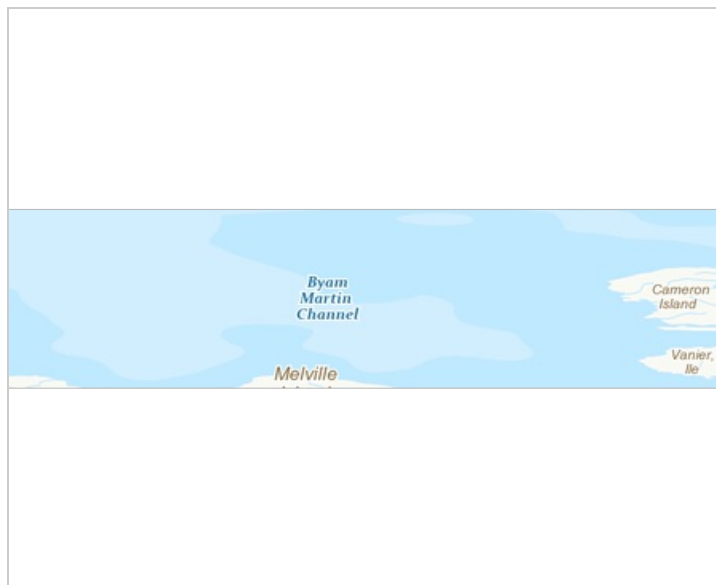 Byam
Martin
Channel
Cameron
Island
Vanier,
Ile
Melville